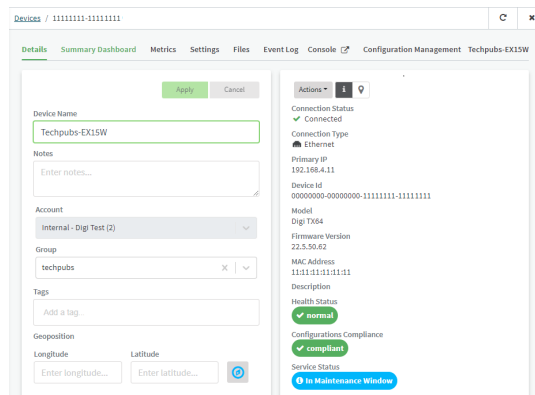 Devices / 11111111-11111111
Details Summary Dashboard Metrics Settings Files Event Log Console Configuration Management Techpubs-EX15W
Apply Cancel
Device Name
Techpubs-EX15W
Notes
Enter notes...
Account
Internal - Digi Test (2)
Group
techpubs
Tags
Add a tag..
Geoposition
Longitude Latitude
Enter longitude... Enter latitude...
Actions
Connection Status
Connected
Connection Type
Ethernet
Primary IP
192.168.4.11
Device Id
00000000-00000000-11111111-11111111
Model
Digi TX64
Firmware Version
22.5.50.62
MAC Address
11:11:11:11:11:11
Description
Health Status
normal
Configurations Compliance
compliant
Service Status
In Maintenance Window